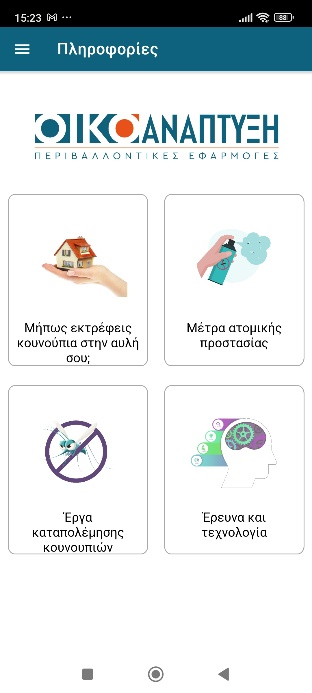 15:23
88
Πληροφορίες
ΟΙΚΟΑΝΑΠΤΥΞΗ
ΠΕΡΙΒΑΛΛΟΝΤΙΚΕΣ ΕΦΑΡΜΟΓΕΣ
Μήπως εκτρέφεις
κουνούπια στην αυλή
σου;
Μέτρα ατομικής
προστασίας
Έργα
καταπολέμησης
κουνουπιών
Έρευνα και
τεχνολογία